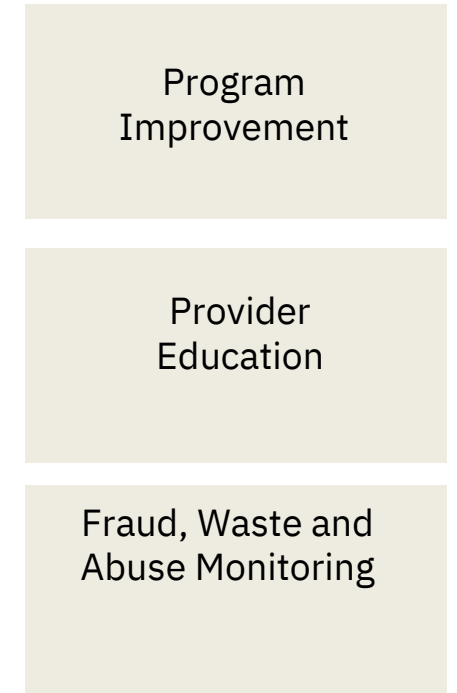 Program
Improvement
Provider
Education
Fraud, Waste and
Abuse Monitoring